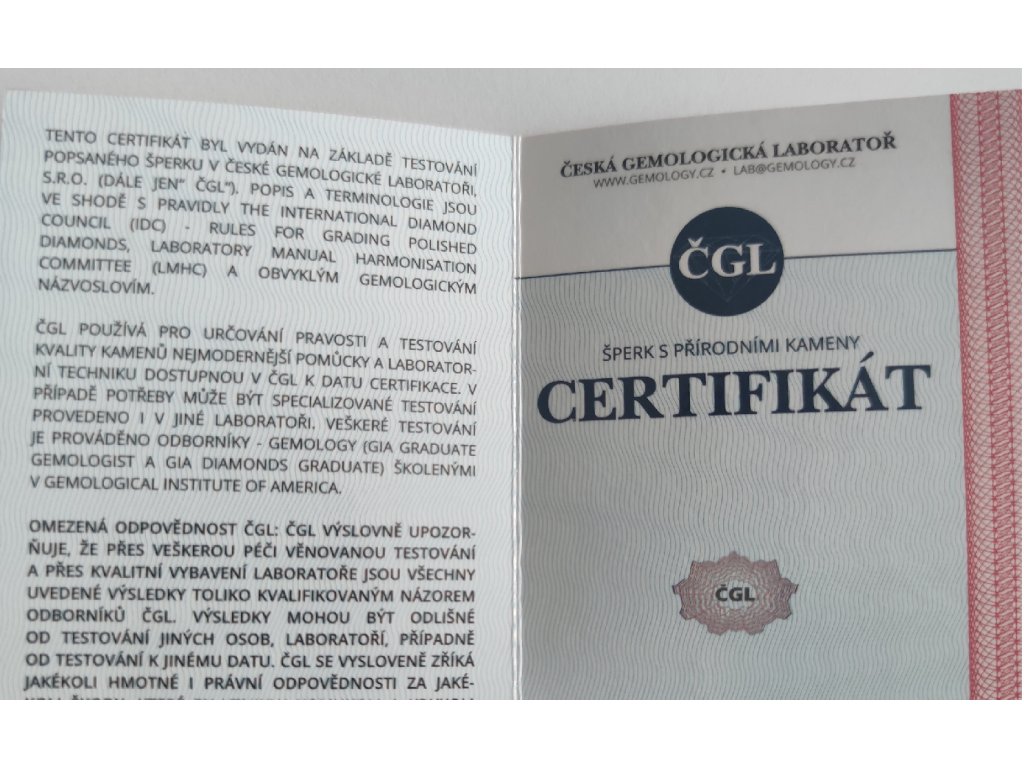 TENTO CERTIFIKÁT BYL VYDÁN NA ZÁKLADĚ TESTOVÁNÍ
POPSANÉHO ŠPERKU V ČESKÉ GEMOLOGICKÉ LABORATOŘI,
S.R.O. (DÁLE JEN" ČGL"). POPIS A TERMINOLOGIE JSOU
VE SHODĚ S PRAVIDLY THE INTERNATIONAL DIAMOND
COUNCIL (IDC) - RULES FOR GRADING POLISHED
DIAMONDS, LABORATORY MANUAL HARMONISATION
COMMITTEE (LMHC) A OBVYKLÝM GEMOLOGICKÝM
NÁZVOSLOVÍM.
ČGL POUŽÍVÁ PRO URČOVÁNÍ PRAVOSTI A TESTOVÁNÍ
KVALITY KAMENŮ NEJMODERNĚJŠÍ POMŮCKY A LABORATOR-
NÍ TECHNIKU DOSTUPNOU V ČGL K DATU CERTIFIKACE. V
PŘÍPADĚ POTŘEBY MŮŽE BÝT SPECIALIZOVANÉ TESTOVÁNÍ
PROVEDENO I V JINÉ LABORATOŘI. VEŠKERÉ TESTOVÁNÍ
JE PROVÁDĚNO ODBORNÍKY - GEMOLOGY (GIA GRADUATE
GEMOLOGIST A GIA DIAMONDS GRADUATE) ŠKOLENÝMI
V GEMOLOGICAL INSTITUTE OF AMERICA.
OMEZENÁ ODPOVĚDNOST ČGL: ČGL VÝSLOVNĚ UPOZOR-
ŇUJE, ŽE PŘES VEŠKEROU PÉČI VĚNOVANOU TESTOVÁNÍ
A PŘES KVALITNÍ VYBAVENÍ LABORATOŘE JSOU VŠECHNY
UVEDENÉ VÝSLEDKY TOLIKO KVALIFIKOVANÝM NÁZOREM
ODBORNÍKŮ ČGL. VÝSLEDKY MOHOU BÝT ODLIŠNÉ
OD TESTOVÁNÍ JINÝCH OSOB, LABORATOŘÍ, PŘÍPADNĚ
OD TESTOVÁNÍ K JINÉMU DATU. ČGL SE VYSLOVENĚ ZŘÍKÁ
JAKÉKOLI HMOTNÉ I PRÁVNÍ ODPOVĚDNOSTI ZA JAKÉ-
ČESKÁ GEMOLOGICKÁ LABORATOŘ
WWW.GEMOLOGY.CZ • LAB@GEMOLOGY.CZ
ČGL
ŠPERK S PŘÍRODNÍMI KAMENY
CERTIFIKÁT
ČGL